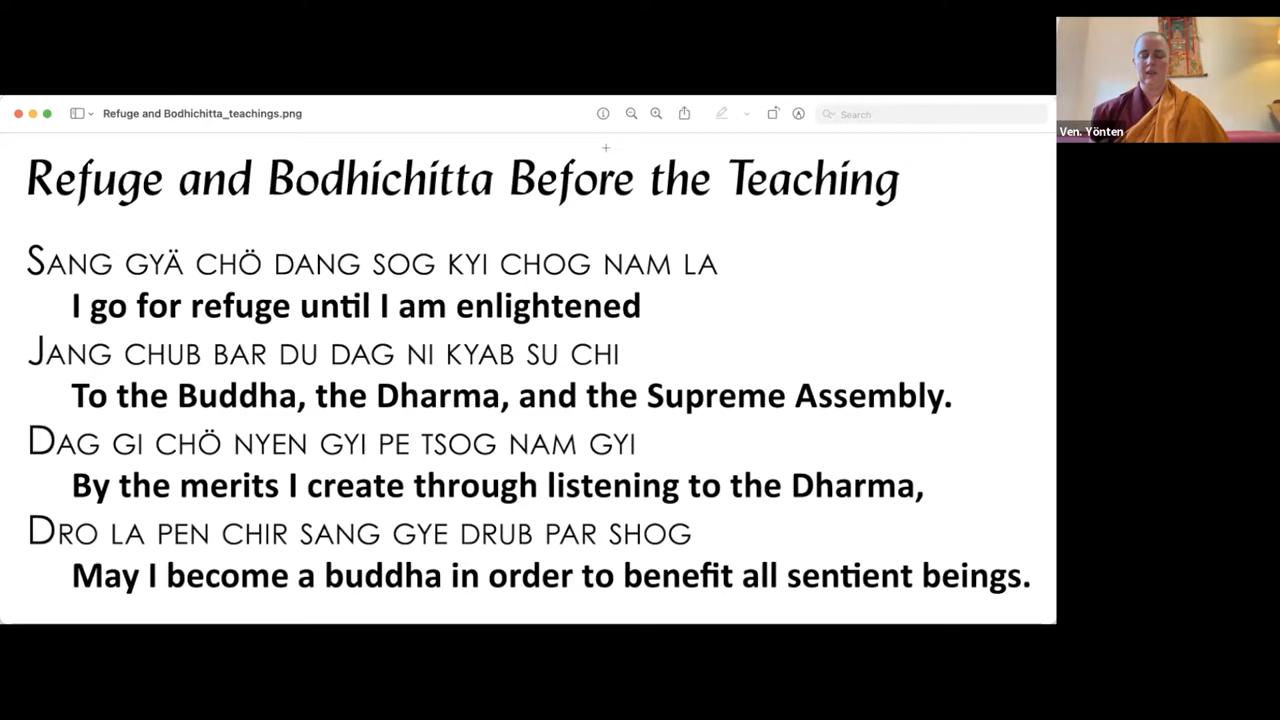 Refuge and Bodhichitta_teachings.png
Search
Refuge and Bodhichitta Before the Teaching
SANG GYÄ CHÖ DANG SOG KYI CHOG NAM LA
I go for refuge until I am enlightened
JANG CHUB BAR DU DAG NI KYAB SU CHI
To the Buddha, the Dharma, and the Supreme Assembly.
DAG GI CHÖ NYEN GYI PE TSOG NAM GYI
By the merits I create through listening to the Dharma,
DRO LA PEN CHIR SANG GYE DRUB PAR SHOG
May I become a buddha in order to benefit all sentient beings.
Ven. Yönten